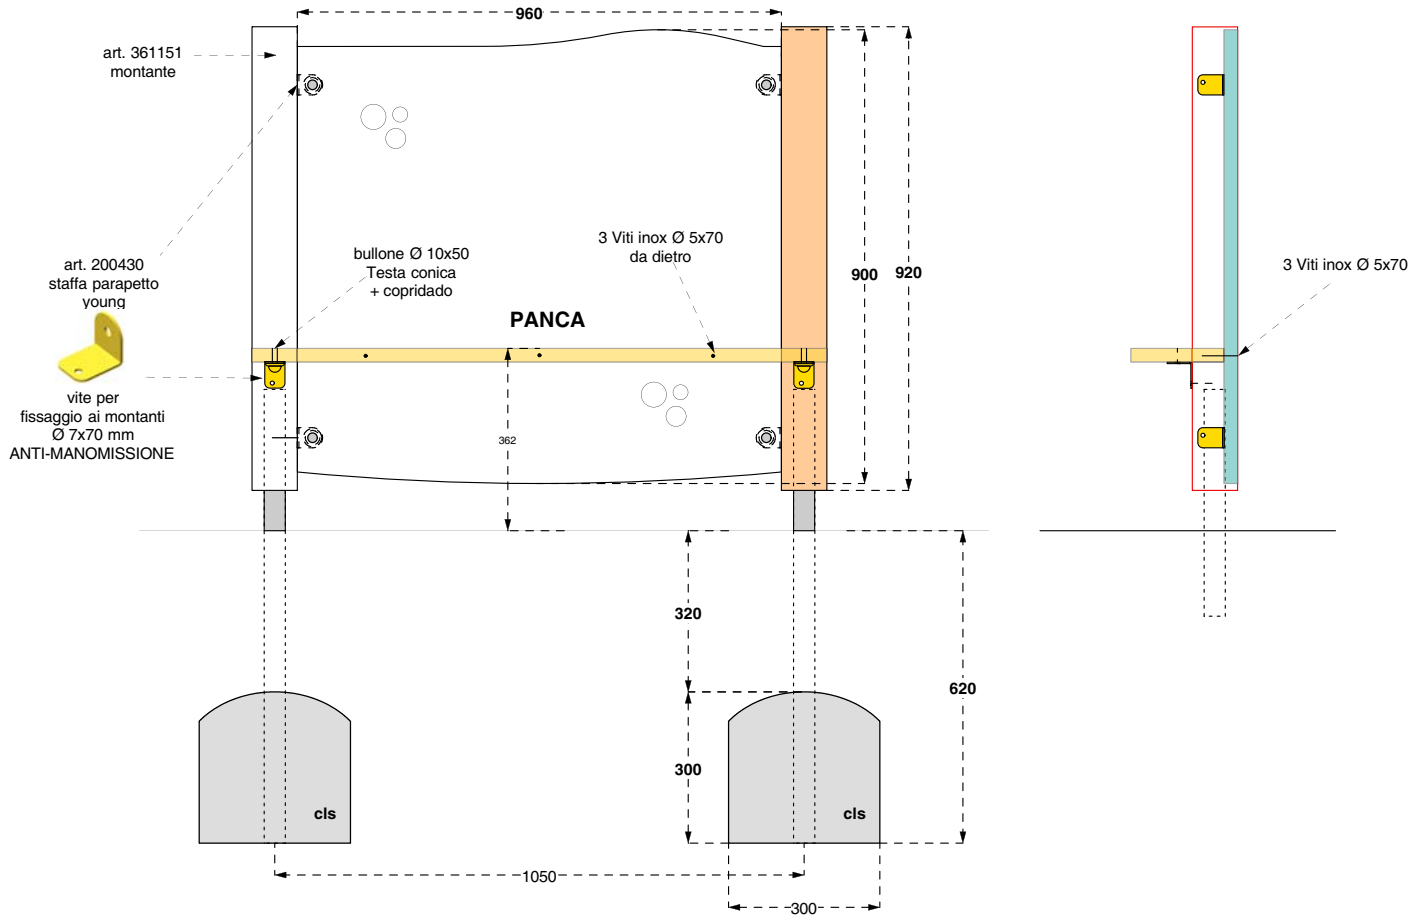 960
art. 361151
montante
art. 200430
staffa parapetto
young
bullone Ø 10x50
Testa conica
+ copridado
3 Viti inox Ø 5x70
da dietro
900
920
3 Viti inox Ø 5x70
PANCA
vite per
fissaggio ai montanti
Ø 7x70 mm
ANTI-MANOMISSIONE
362
320
620
300
cls
cls
1050
300